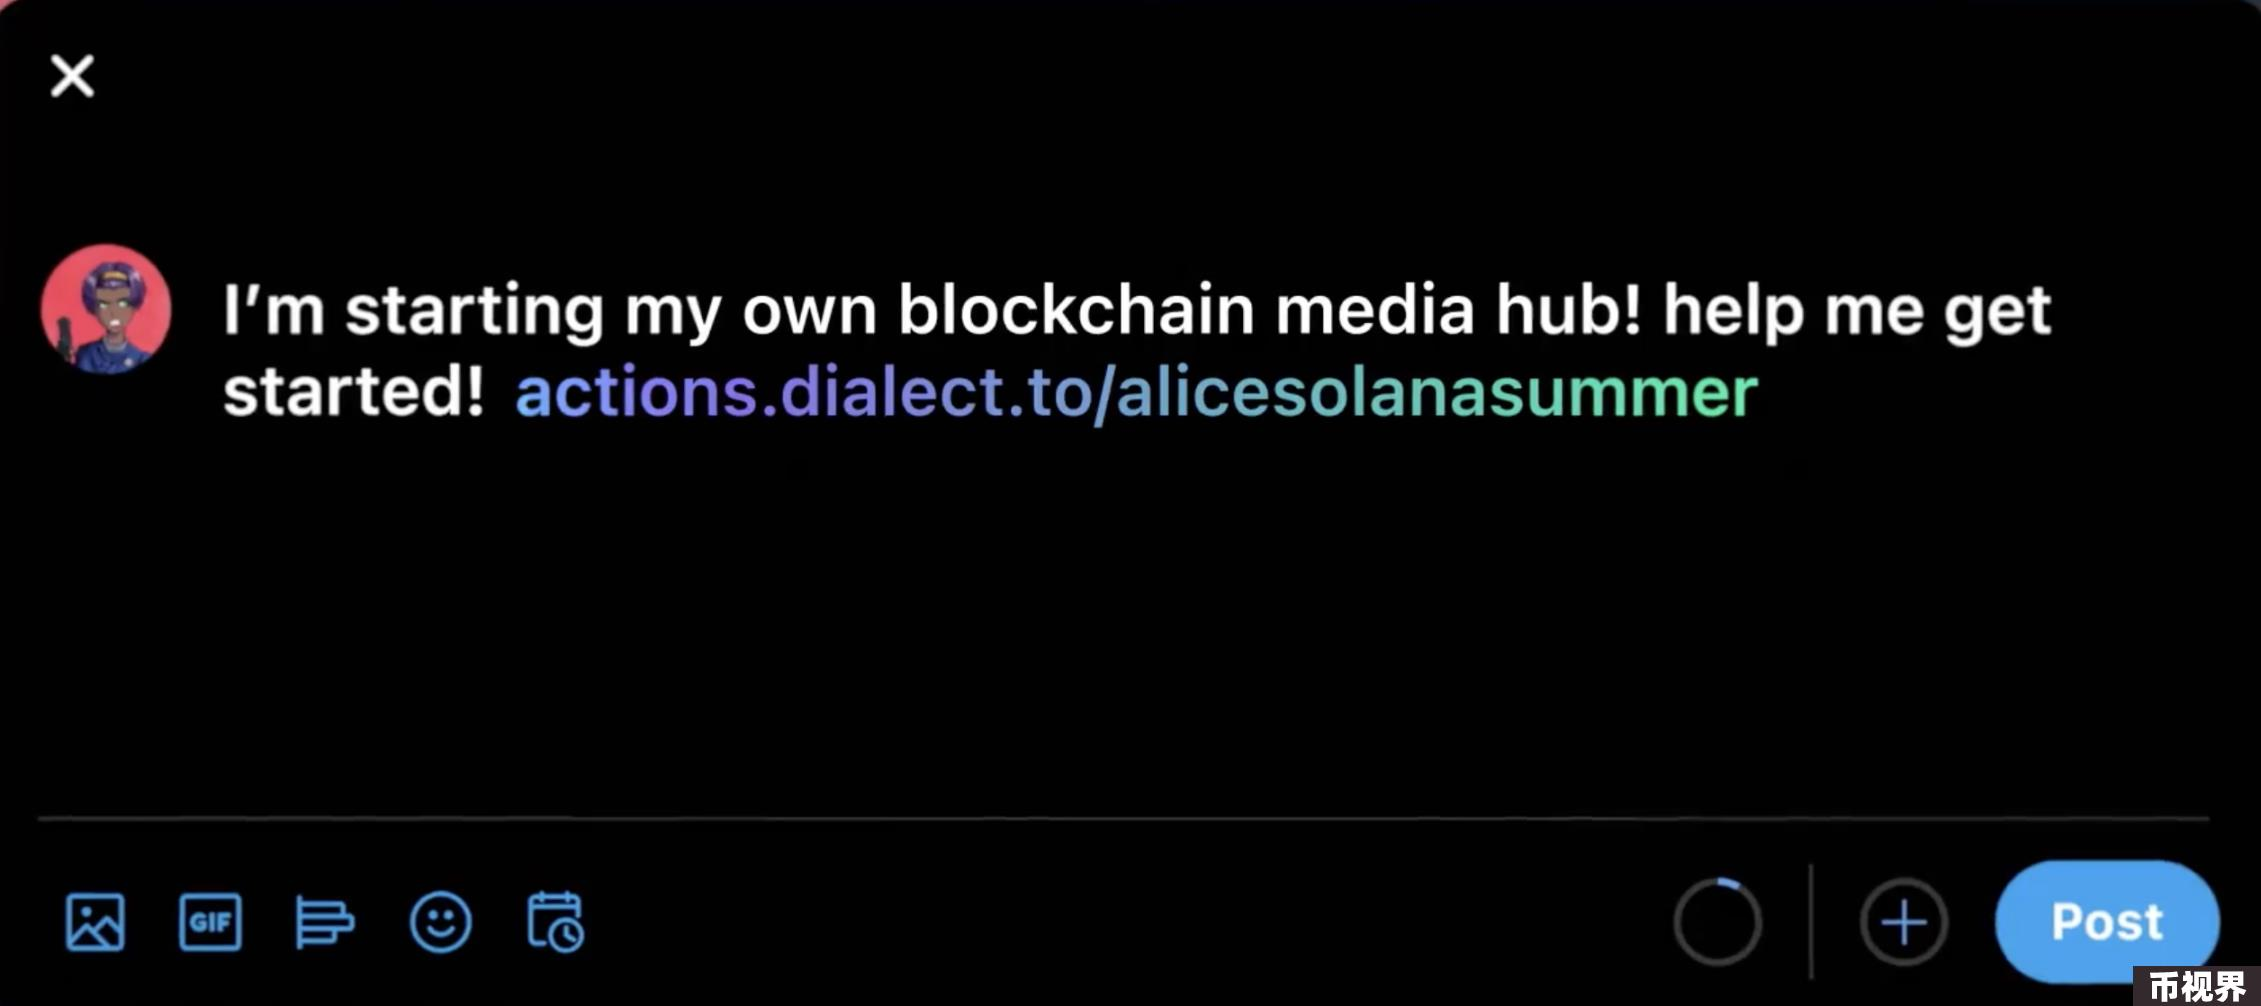 I’m starting my own blockchain media hub! help me get
started! actions.dialect.to/alicesolanasummer
GIF
Post
币视界